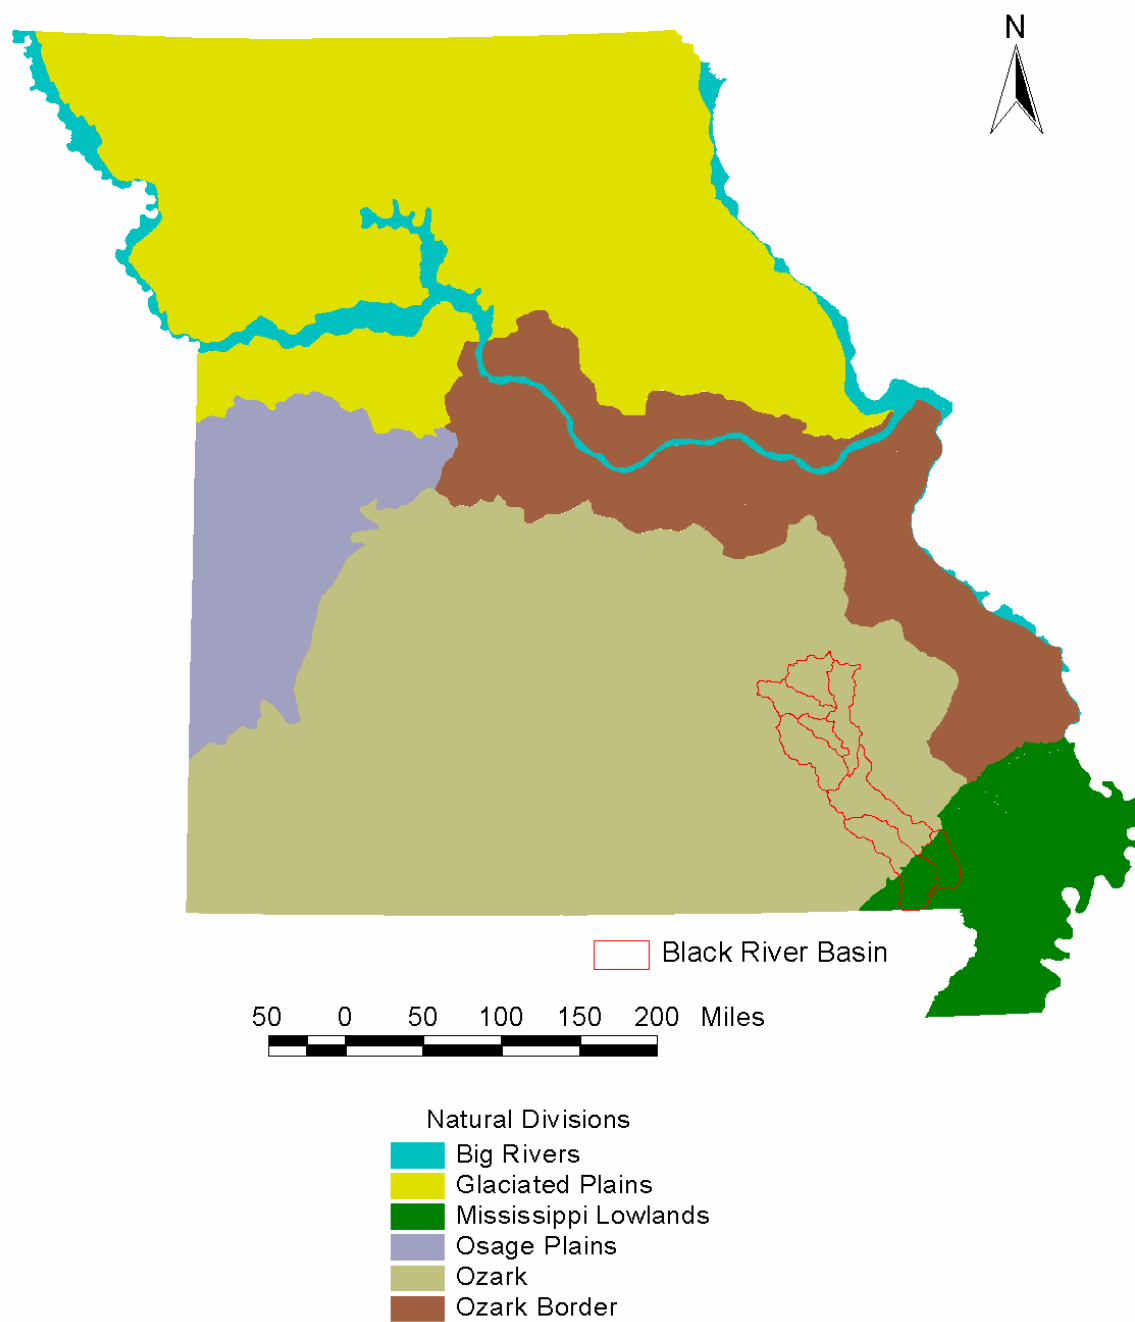 N
Black River Basin
50 0 50 100 150 200 Miles
Natural Divisions
Big Rivers
Glaciated Plains
Mississippi Lowlands
Osage Plains
Ozark
Ozark Border